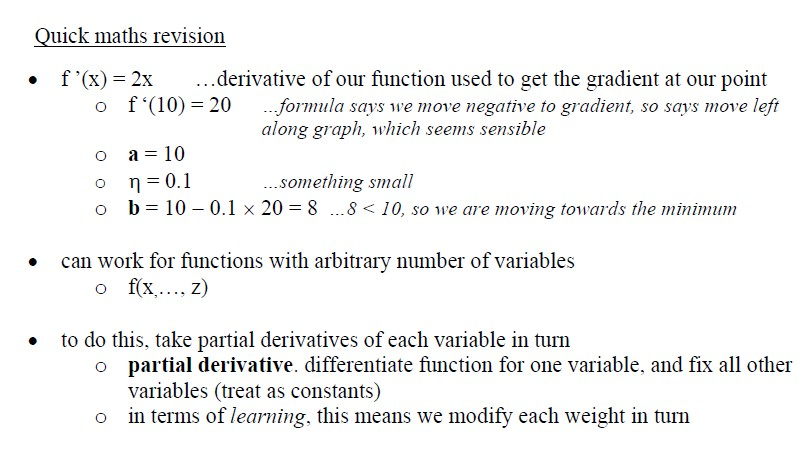 Quick maths revision
• f ’(x) = 2x …derivative of our function used to get the gradient at our point
o f ‘(10) = 20 …formula says we move negative to gradient, so says move left
along graph, which seems sensible
o a = 10
o η = 0.1 …something small
o b = 10 – 0.1 × 20 = 8 …8 < 10, so we are moving towards the minimum
• can work for functions with arbitrary number of variables
o f(x,…, z)
• to do this, take partial derivatives of each variable in turn
o partial derivative. differentiate function for one variable, and fix all other
variables (treat as constants)
o in terms of learning, this means we modify each weight in turn